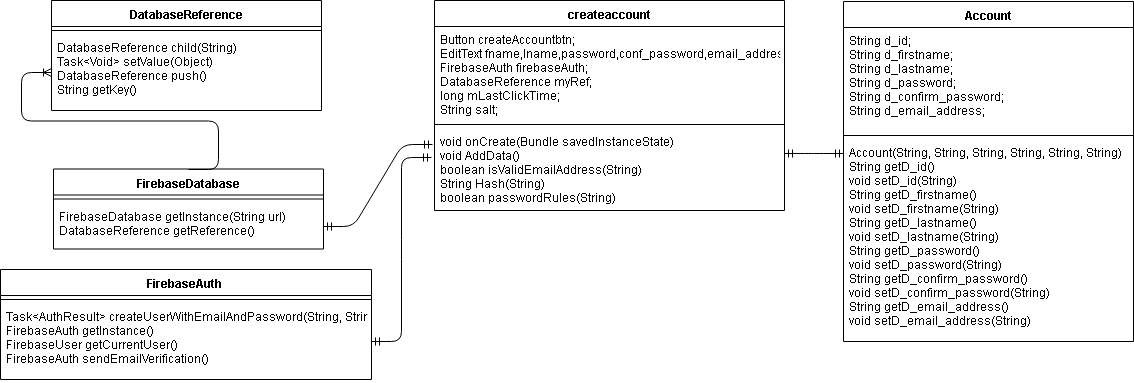 DatabaseReference
DatabaseReference child(String)
Task<Void> setValue(Object)
DatabaseReference push()
String getKey()
FirebaseDatabase
FirebaseDatabase getInstance(String url)
DatabaseReference getReference()
FirebaseAuth
Task<AuthResult> createUserWithEmailAndPassword(String, Strir
FirebaseAuth getInstance()
FirebaseUser getCurrentUser()
FirebaseAuth sendEmailVerification()
createaccount
Button createAccountbtn;
EditText fname,lname,password,conf_password,email_addres
FirebaseAuth firebaseAuth;
DatabaseReference myRef;
long mLastClickTime;
String salt;
void onCreate(Bundle savedInstanceState)
void AddData()
boolean isValidEmailAddress(String)
String Hash(String)
boolean passwordRules(String)
Account
String d_id;
String d_firstname;
String d_lastname;
String d_password;
String d_confirm_password;
String d_email_address;
Account(String, String, String, String, String, String)
String getD_id()
void setD_id(String)
String getD_firstname()
void setD_firstname(String)
String getD_lastname()
void setD_lastname(String)
String getD_password()
void setD_password(String)
String getD_confirm_password()
void setD_confirm_password(String)
String getD_email_address()
void setD_email_address(String)